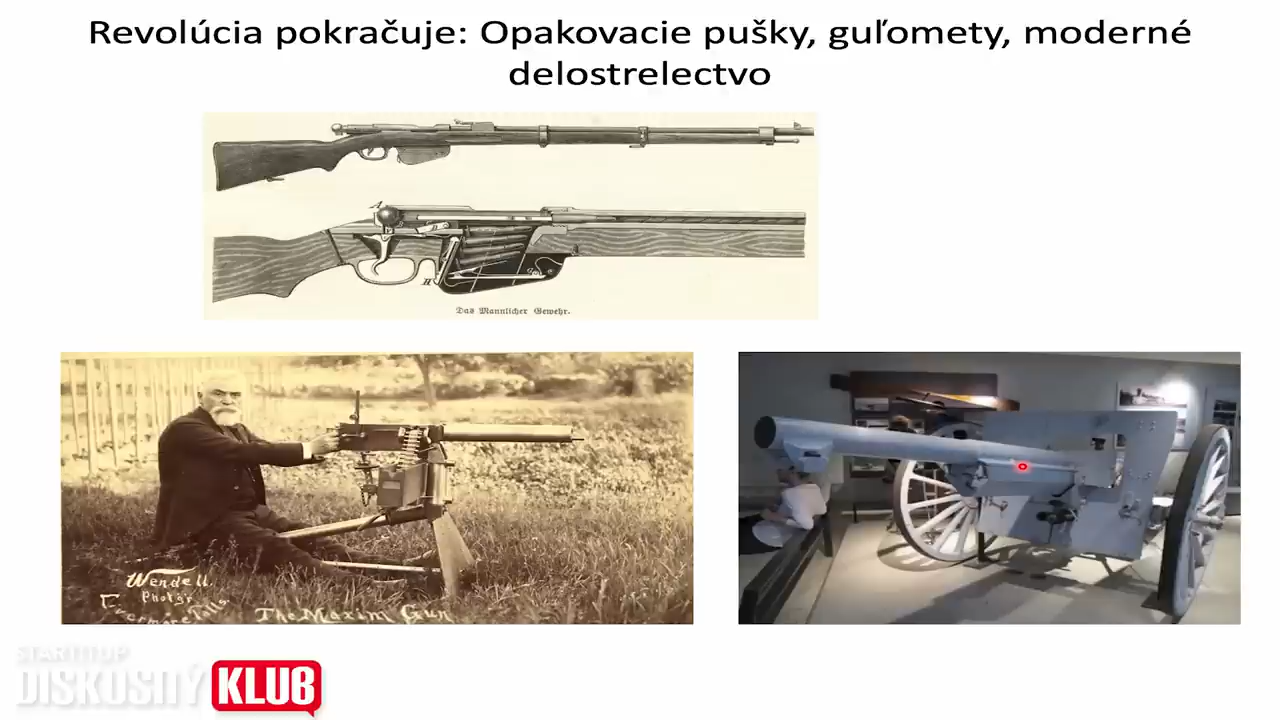 Revolúcia pokračuje: Opakovacie pušky, guľomety, moderné
delostrelectvo
Das Mannlicher Gewehr.
Wendell.
Photgr
The Maxim Gun
STARTITUP
DISKUSNÝ KLUB